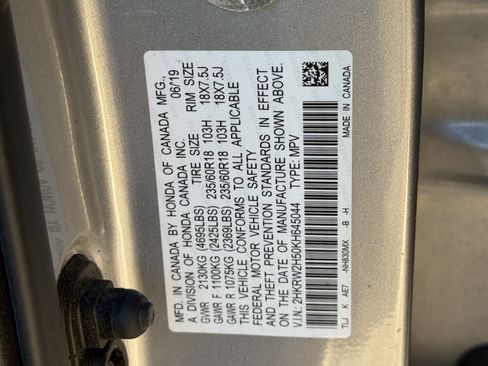 MFD. IN CANADA BY HONDA OF CANADA MFG.,
A DIVISION OF HONDA CANADA INC. 06/19
TIRE SIZE RIM SIZE
GVWR 2130KG (4695LBS)
GAWR F 1100KG (2425LBS) 235/60R18 103H 18X7.5J
GAWR R 1075KG (2369LBS) 235/60R18 103H 18X7.5J
THIS VEHICLE CONFORMS TO ALL APPLICABLE
FEDERAL MOTOR VEHICLE SAFETY
AND THEFT PREVENTION STANDARDS IN EFFECT
ON THE DATE OF MANUFACTURE SHOWN ABOVE.
V.I.N.: 2HKRW2H50KH645044 TYPE: MPV
TLJ K AE7 -NH830MX -B -H MADE IN CANADA